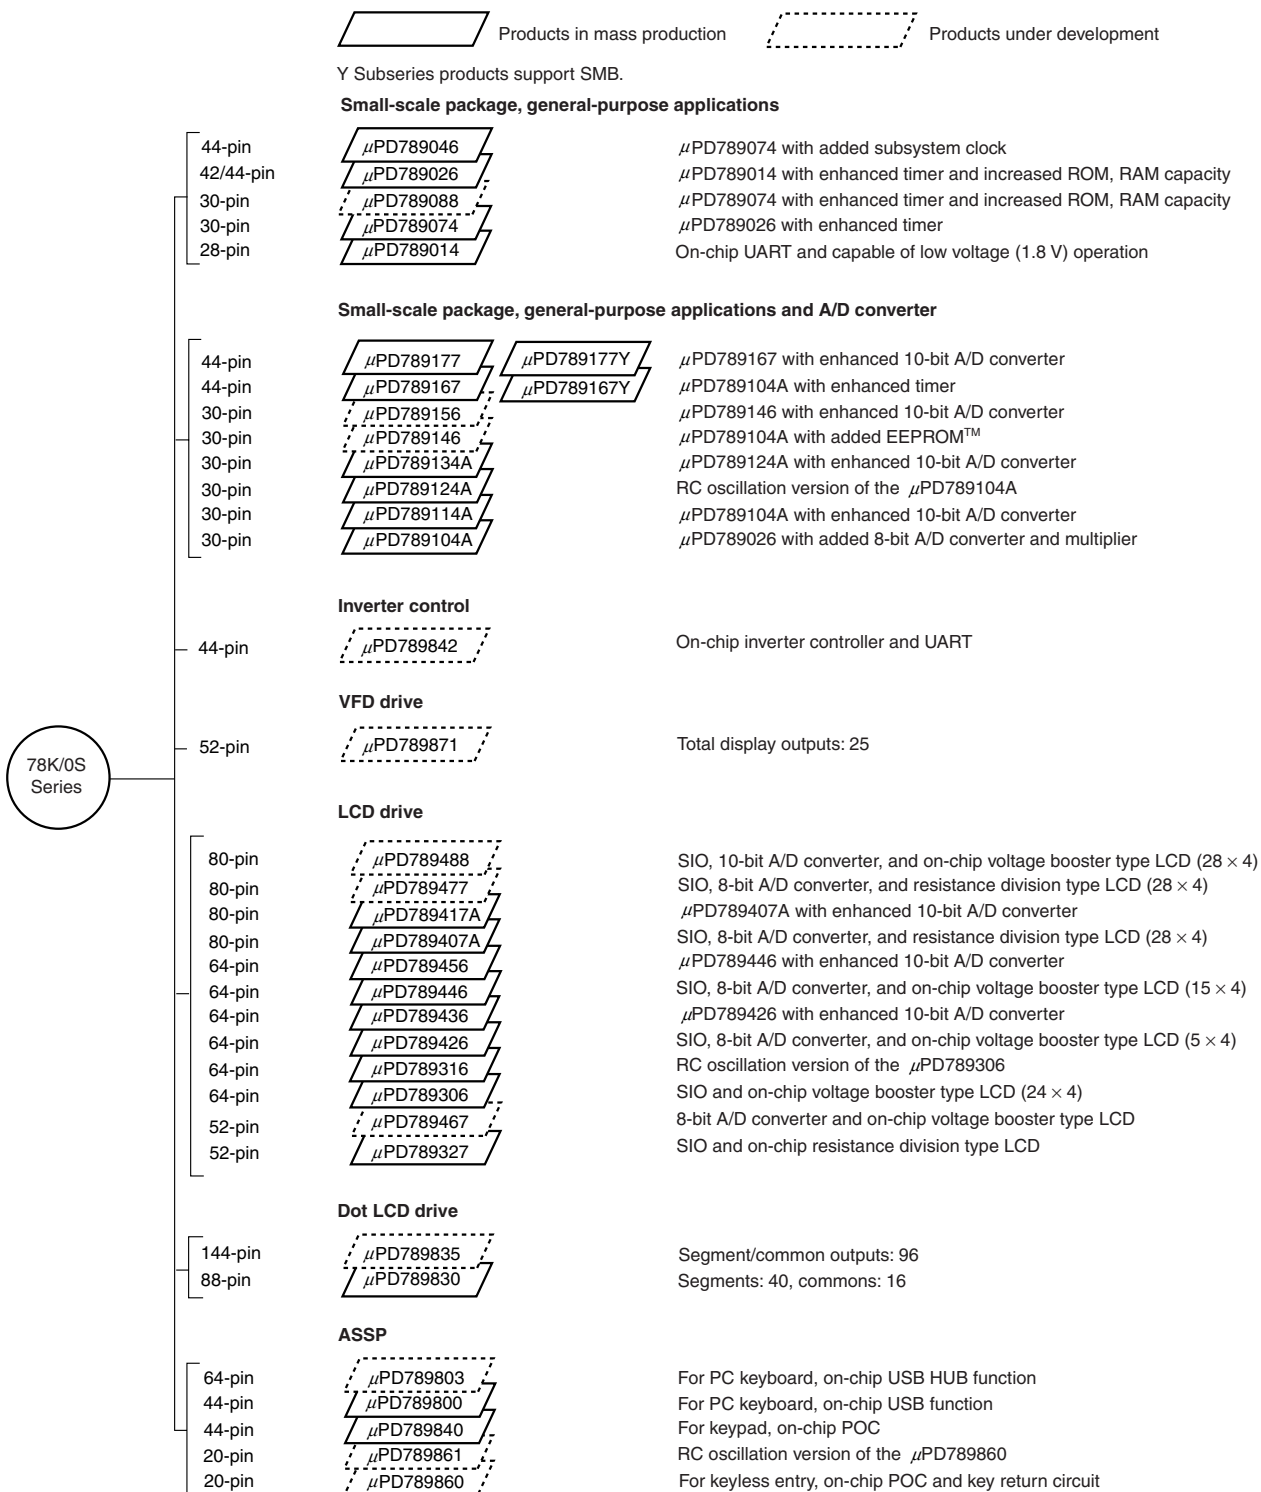 Products in mass production Products under development
Y Subseries products support SMB.
Small-scale package, general-purpose applications
44-pin μPD789046 μPD789074 with added subsystem clock
42/44-pin μPD789026 μPD789014 with enhanced timer and increased ROM, RAM capacity
30-pin μPD789088 μPD789074 with enhanced timer and increased ROM, RAM capacity
30-pin μPD789074 μPD789026 with enhanced timer
28-pin μPD789014 On-chip UART and capable of low voltage (1.8 V) operation
Small-scale package, general-purpose applications and A/D converter
44-pin μPD789177 μPD789177Y μPD789167 with enhanced 10-bit A/D converter
44-pin μPD789167 μPD789167Y μPD789104A with enhanced timer
30-pin μPD789156 μPD789146 with enhanced 10-bit A/D converter
30-pin μPD789146 μPD789104A with added EEPROM™
30-pin μPD789134A μPD789124A with enhanced 10-bit A/D converter
30-pin μPD789124A RC oscillation version of the μPD789104A
30-pin μPD789114A μPD789104A with enhanced 10-bit A/D converter
30-pin μPD789104A μPD789026 with added 8-bit A/D converter and multiplier
Inverter control
44-pin μPD789842 On-chip inverter controller and UART
VFD drive
52-pin μPD789871 Total display outputs: 25
78K/0S
Series
LCD drive
80-pin μPD789488 SIO, 10-bit A/D converter, and on-chip voltage booster type LCD (28 × 4)
80-pin μPD789477 SIO, 8-bit A/D converter, and resistance division type LCD (28 × 4)
80-pin μPD789417A μPD789407A with enhanced 10-bit A/D converter
80-pin μPD789407A SIO, 8-bit A/D converter, and resistance division type LCD (28 × 4)
64-pin μPD789456 μPD789446 with enhanced 10-bit A/D converter
64-pin μPD789446 SIO, 8-bit A/D converter, and on-chip voltage booster type LCD (15 × 4)
64-pin μPD789436 μPD789426 with enhanced 10-bit A/D converter
64-pin μPD789426 SIO, 8-bit A/D converter, and on-chip voltage booster type LCD (5 × 4)
64-pin μPD789316 RC oscillation version of the μPD789306
64-pin μPD789306 SIO and on-chip voltage booster type LCD (24 × 4)
52-pin μPD789467 8-bit A/D converter and on-chip voltage booster type LCD
52-pin μPD789327 SIO and on-chip resistance division type LCD
Dot LCD drive
144-pin μPD789835 Segment/common outputs: 96
88-pin μPD789830 Segments: 40, commons: 16
ASSP
64-pin μPD789803 For PC keyboard, on-chip USB HUB function
44-pin μPD789800 For PC keyboard, on-chip USB function
44-pin μPD789840 For keypad, on-chip POC
20-pin μPD789861 RC oscillation version of the μPD789860
20-pin μPD789860 For keyless entry, on-chip POC and key return circuit